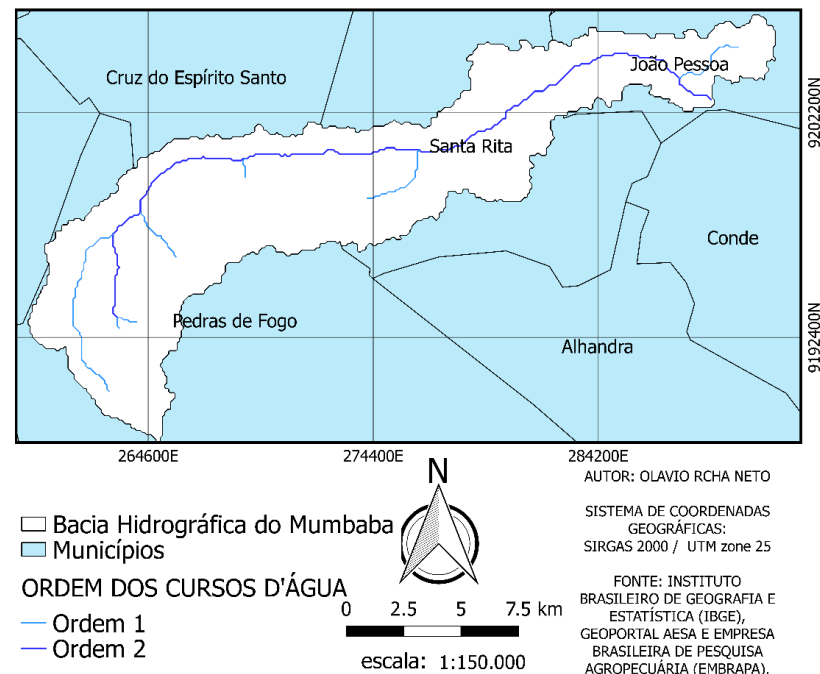 João Pessoa
Cruz do Espírito Santo
9202200N
Santa Rita
Conde
Pedras de Fogo
Alhandra
9192400N
264600E
274400E
284200E
N
AUTOR: OLAVIO RCHA NETO
SISTEMA DE COORDENADAS
GEOGRÁFICAS:
SIRGAS 2000 / UTM zone 25
Bacia Hidrográfica do Mumbaba
Municípios
ORDEM DOS CURSOS D'ÁGUA
Ordem 1
Ordem 2
0 2.5 5 7.5 km
escala: 1:150.000
FONTE: INSTITUTO
BRASILEIRO DE GEOGRAFIA E
ESTATÍSTICA (IBGE),
GEOPORTAL AESA E EMPRESA
BRASILEIRA DE PESQUISA
AGROPECUÁRIA (EMBRAPA).